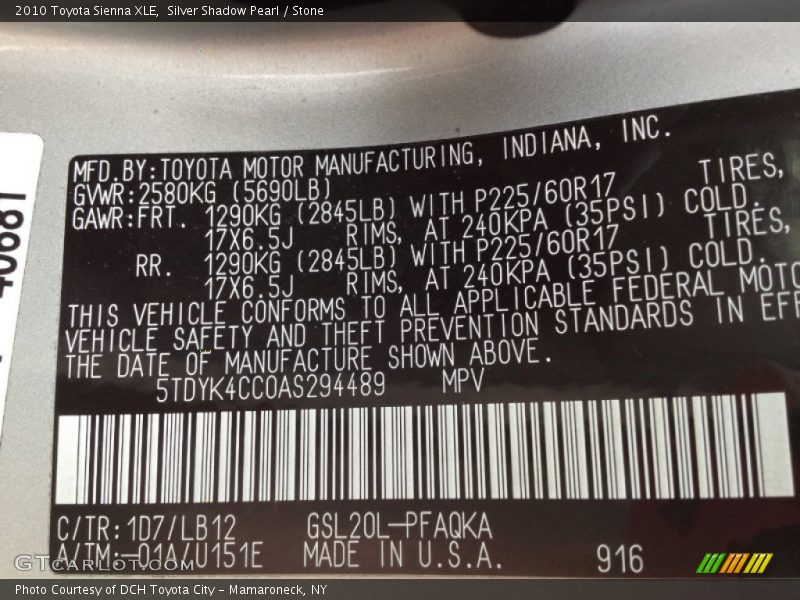 2010 Toyota Sienna XLE,  Silver Shadow Pearl / Stone
MFD.BY:TOYOTA MOTOR MANUFACTURING, INDIANA, INC.
GVWR:2580KG (5690LB)
GAWR:FRT. 1290KG (2845LB) WITH P225/60R17 TIRES,
17X6.5J RIMS, AT 240KPA (35PSI) COLD.
RR. 1290KG (2845LB) WITH P225/60R17 TIRES,
17X6.5J RIMS, AT 240KPA (35PSI) COLD.
THIS VEHICLE CONFORMS TO ALL APPLICABLE FEDERAL MOTO
VEHICLE SAFETY AND THEFT PREVENTION STANDARDS IN EFF
THE DATE OF MANUFACTURE SHOWN ABOVE.
5TDYK4CC0AS294489 MPV
C/TR:1D7/LB12 GSL20L-PFAQKA
A/TM:-01A/U151E MADE IN U.S.A. 916
GTcarlot.com
Photo Courtesy of DCH Toyota City - Mamaroneck, NY